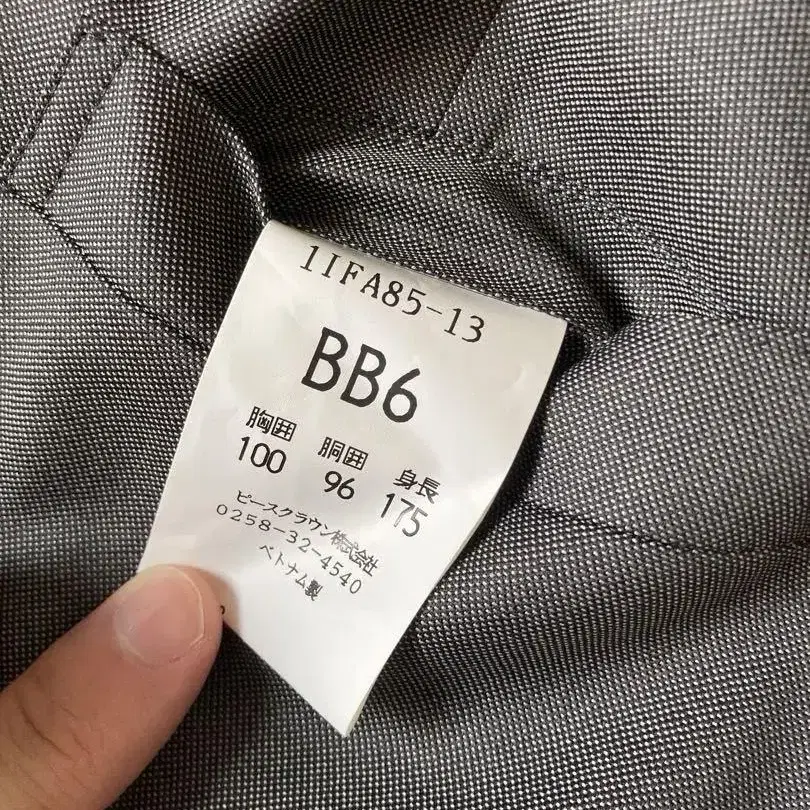 1IFA85-13
BB6
胸囲 胴囲 身長
100 96 175
ピースクラウン株式会社
0258-32-4540
ベトナム製